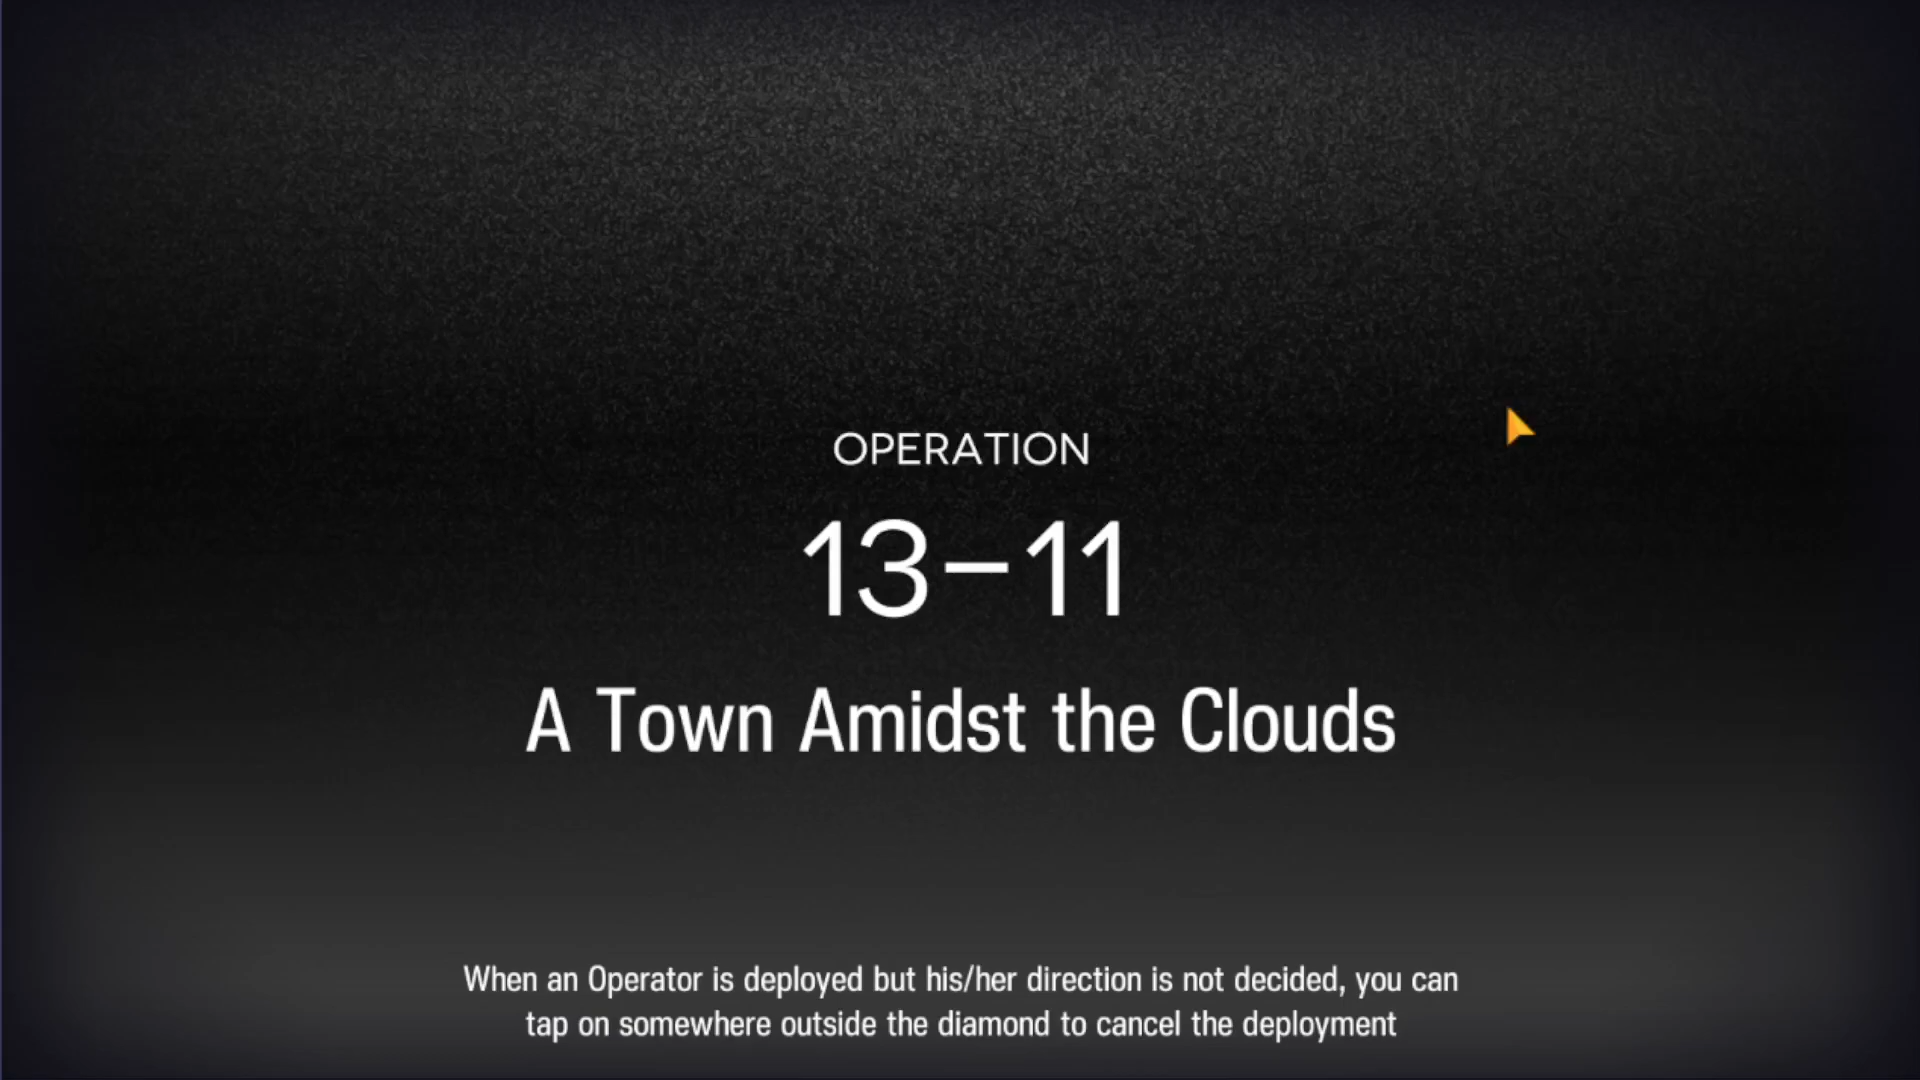 OPERATION
13–11
A Town Amidst the Clouds
When an Operator is deployed but his/her direction is not decided, you can
tap on somewhere outside the diamond to cancel the deployment